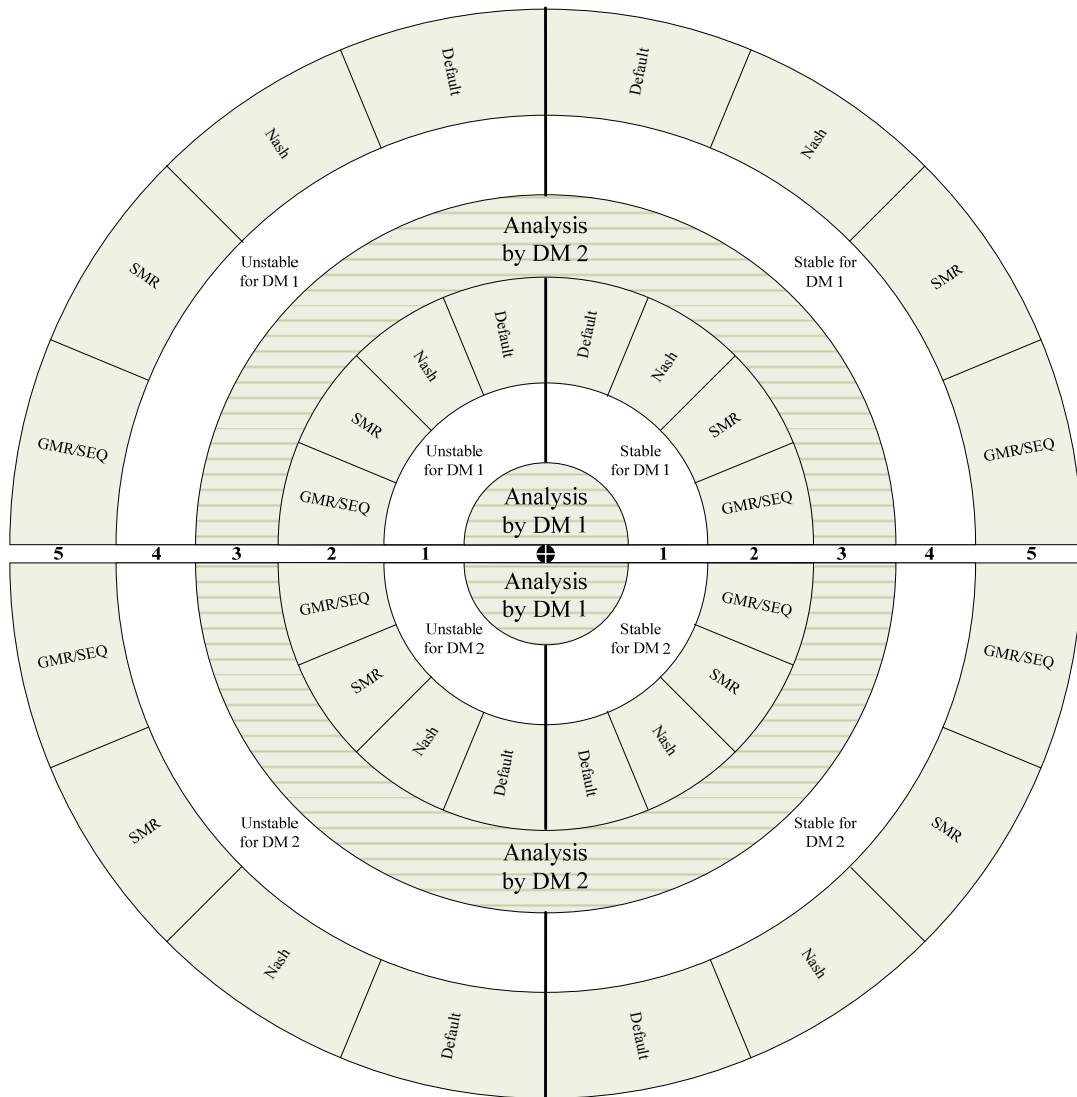 Default
Default
Nash
Nash
SMR
SMR
Analysis
by DM 2
Unstable
for DM 1
Stable for
DM 1
Default
Default
Nash
Nash
SMR
SMR
GMR/SEQ
GMR/SEQ
Unstable
for DM 1
Stable
for DM 1
GMR/SEQ
GMR/SEQ
Analysis
by DM 1
5 4 3 2 1 1 2 3 4 5
Analysis
by DM 1
GMR/SEQ
GMR/SEQ
Unstable
for DM 2
Stable
for DM 2
GMR/SEQ
GMR/SEQ
SMR
SMR
Nash
Nash
Default
Default
SMR
SMR
Unstable
for DM 2
Stable for
DM 2
Analysis
by DM 2
Nash
Nash
Default
Default